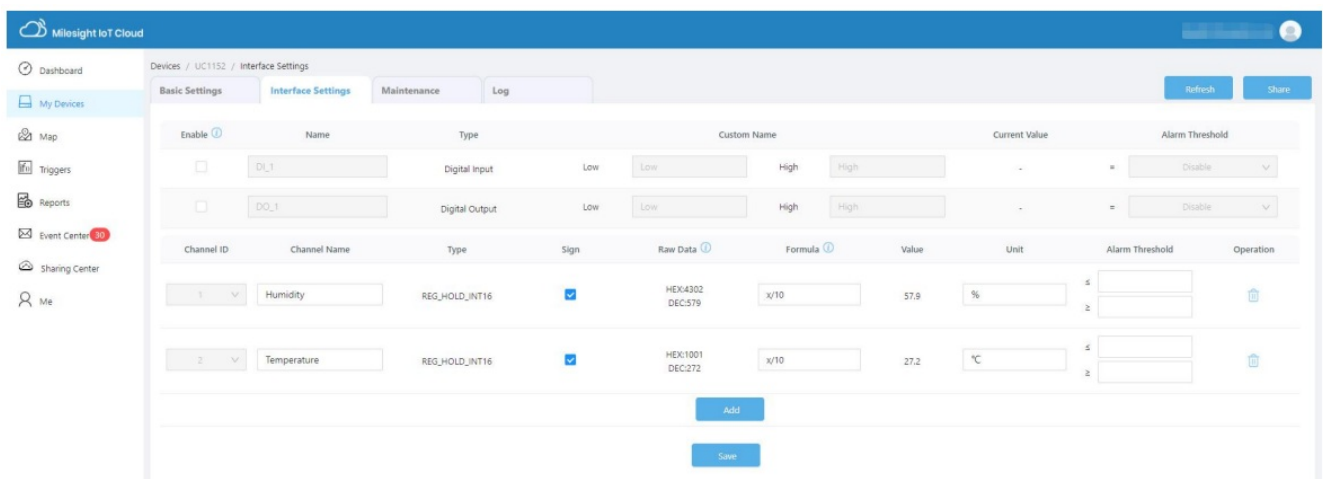 Milesight IoT Cloud
Dashboard
My Devices
Map
Triggers
Reports
Event Center 30
Sharing Center
Me
Devices / UC1152 / Interface Settings
Basic Settings Interface Settings Maintenance Log Refresh Share
Enable Name Type Custom Name Current Value Alarm Threshold
DI_1 Digital Input Low Low High High - = Disable
DO_1 Digital Output Low Low High High - = Disable
Channel ID Channel Name Type Sign Raw Data Formula Value Unit Alarm Threshold Operation
1 Humidity REG_HOLD_INT16 HEX:4302 x/10 57.9 % ≤
DEC:579 ≥
2 Temperature REG_HOLD_INT16 HEX:1001 x/10 27.2 ℃ ≤
DEC:272 ≥
Add
Save